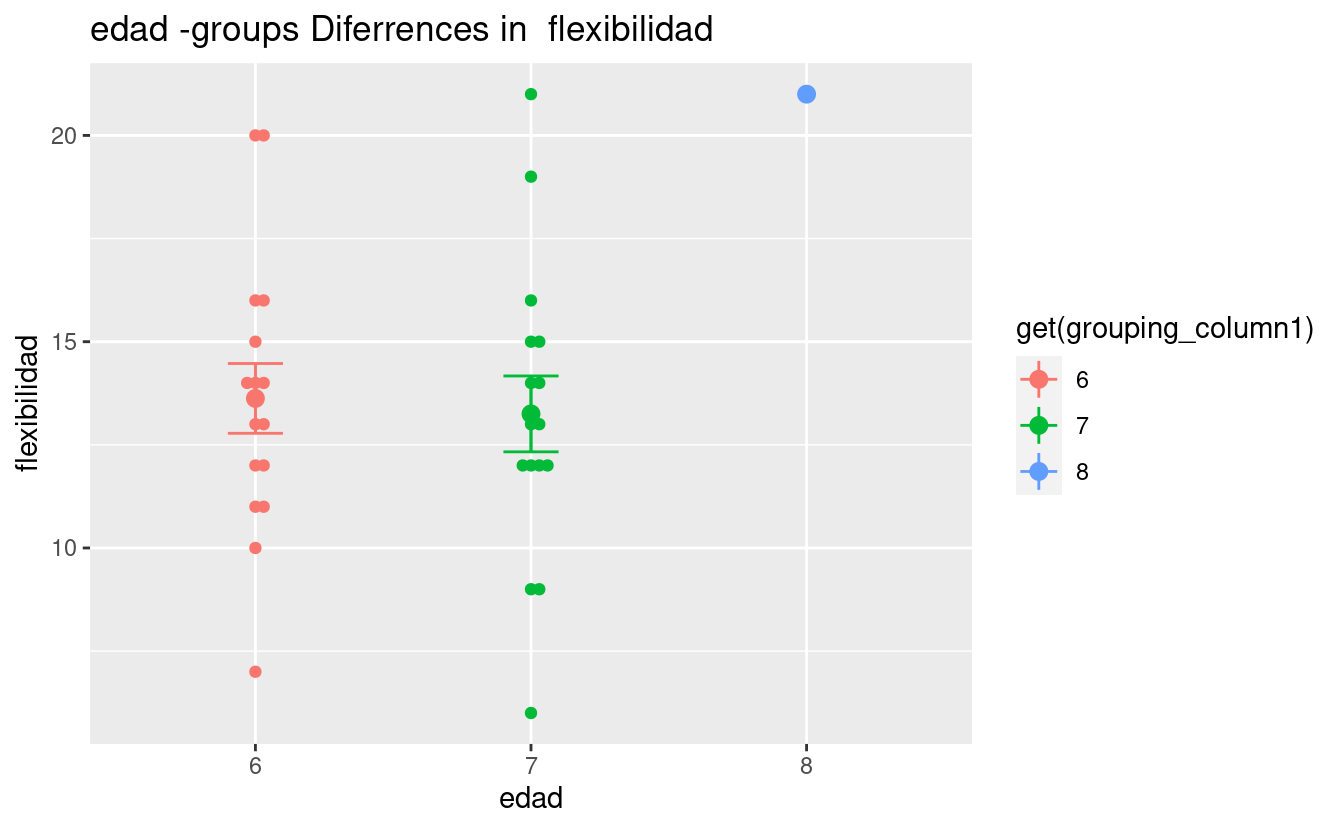 edad -groups Diferrences in  flexibilidad
flexibilidad
20
15
10
6
7
8
edad
get(grouping_column1)
6
7
8